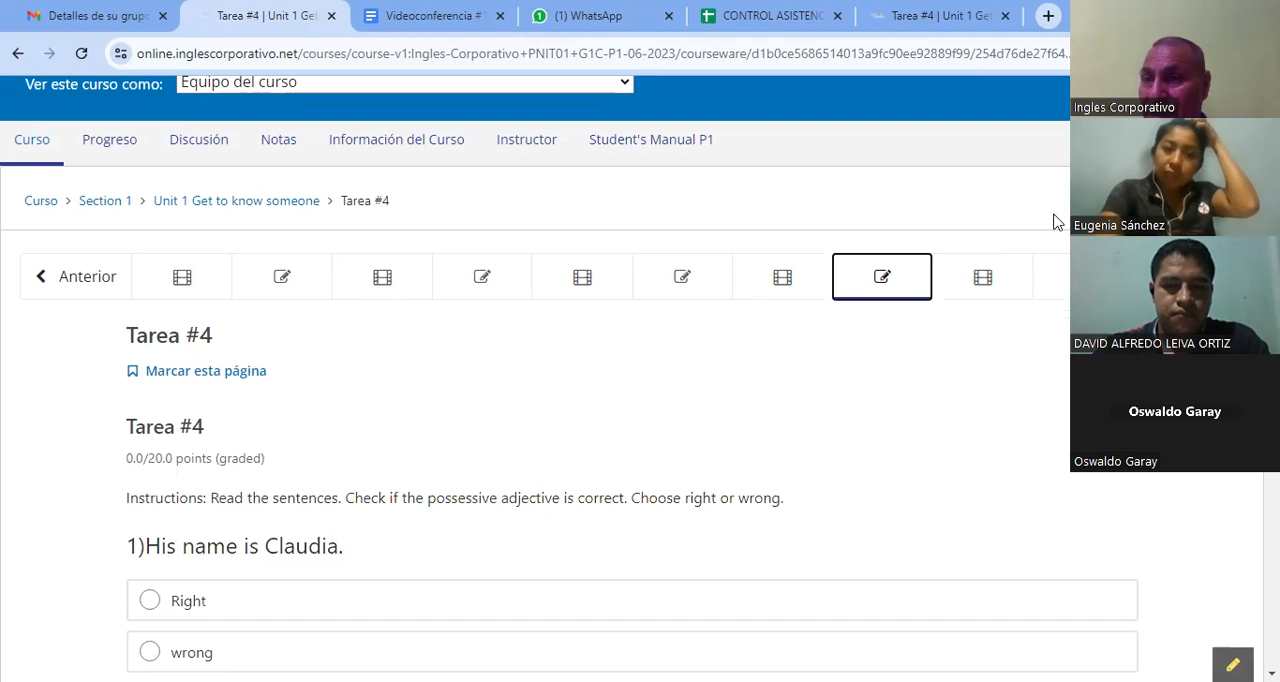 Detalles de su grupo
Tarea #4 | Unit 1 Get
Videoconferencia #
(1) WhatsApp
CONTROL ASISTENC
Tarea #4 | Unit 1 Get
online.inglescorporativo.net/courses/course-v1:Ingles-Corporativo+PNIT01+G1C-P1-06-2023/courseware/d1b0ce5686514013a9fc90ee92889f99/254d76de27f64...
Ver este curso como:
Equipo del curso
Curso
Progreso
Discusión
Notas
Información del Curso
Instructor
Student's Manual P1
Curso > Section 1 > Unit 1 Get to know someone > Tarea #4
Anterior
Tarea #4
Marcar esta página
Tarea #4
0.0/20.0 points (graded)
Instructions: Read the sentences. Check if the possessive adjective is correct. Choose right or wrong.
1)His name is Claudia.
Right
wrong
Ingles Corporativo
Eugenia Sánchez
DAVID ALFREDO LEIVA ORTIZ
Oswaldo Garay
Oswaldo Garay